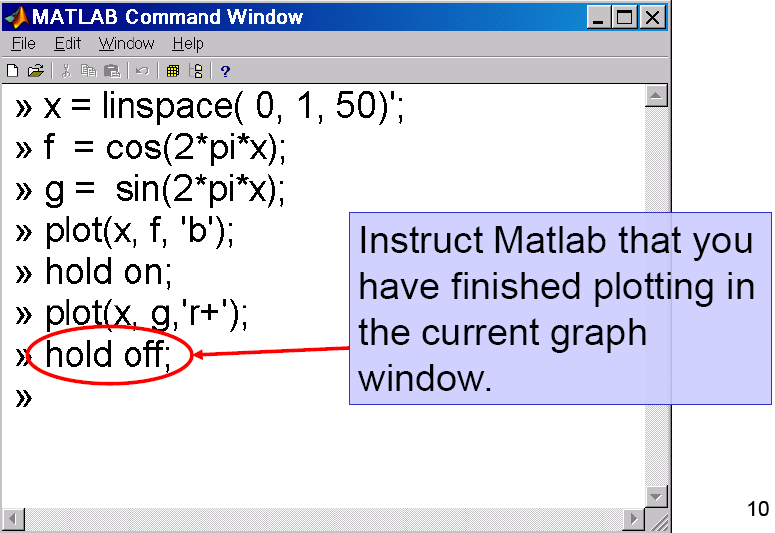 MATLAB Command Window
File Edit Window Help
?
» x = linspace( 0, 1, 50)';
» f = cos(2*pi*x);
» g = sin(2*pi*x);
» plot(x, f, 'b');
» hold on;
» plot(x, g,'r+');
» hold off;
»
Instruct Matlab that you
have finished plotting in
the current graph
window.
10